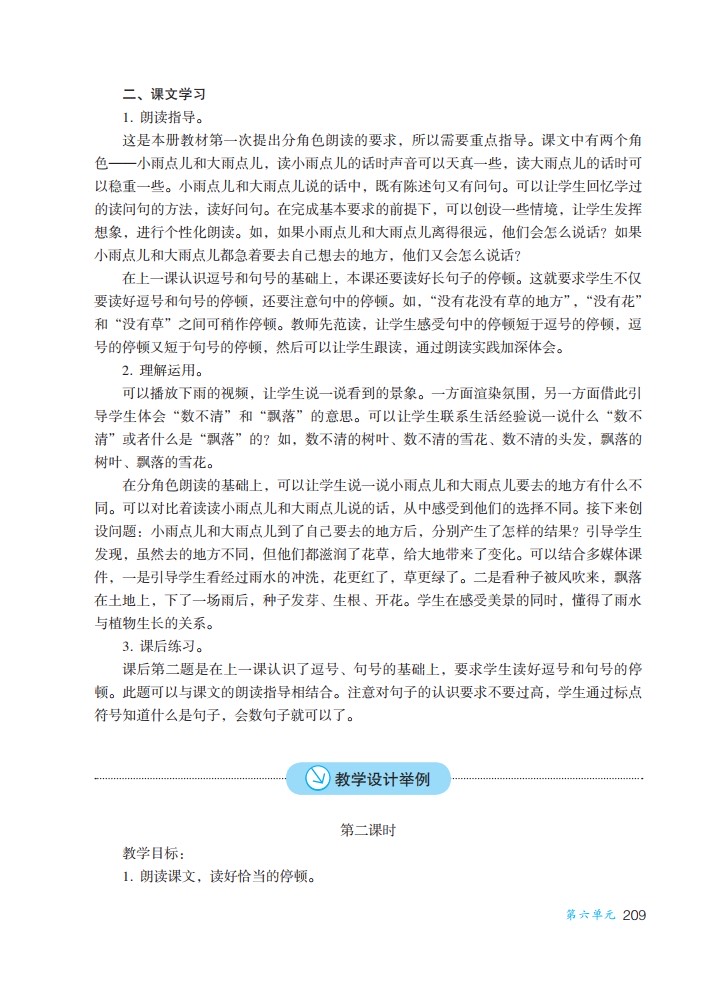 二、课文学习
1. 朗读指导。
这是本册教材第一次提出分角色朗读的要求，所以需要重点指导。课文中有两个角
色——小雨点儿和大雨点儿，读小雨点儿的话时声音可以天真一些，读大雨点儿的话时可
以稳重一些。小雨点儿和大雨点儿说的话中，既有陈述句又有问句。可以让学生回忆学过
的读问句的方法，读好问句。在完成基本要求的前提下，可以创设一些情境，让学生发挥
想象，进行个性化朗读。如，如果小雨点儿和大雨点儿离得很远，他们会怎么说话？如果
小雨点儿和大雨点儿都急着要去自己想去的地方，他们又会怎么说话？
在上一课认识逗号和句号的基础上，本课还要读好长句子的停顿。这就要求学生不仅
要读好逗号和句号的停顿，还要注意句中的停顿。如，“没有花没有草的地方”，“没有花”
和“没有草”之间可稍作停顿。教师先范读，让学生感受句中的停顿短于逗号的停顿，逗
号的停顿又短于句号的停顿，然后可以让学生跟读，通过朗读实践加深体会。
2. 理解运用。
可以播放下雨的视频，让学生说一说看到的景象。一方面渲染氛围，另一方面借此引
导学生体会“数不清”和“飘落”的意思。可以让学生联系生活经验说一说什么“数不
清”或者什么是“飘落”的？如，数不清的树叶、数不清的雪花、数不清的头发，飘落的
树叶、飘落的雪花。
在分角色朗读的基础上，可以让学生说一说小雨点儿和大雨点儿要去的地方有什么不
同。可以对比着读读小雨点儿和大雨点儿说的话，从中感受到他们的选择不同。接下来创
设问题：小雨点儿和大雨点儿到了自己要去的地方后，分别产生了怎样的结果？引导学生
发现，虽然去的地方不同，但他们都滋润了花草，给大地带来了变化。可以结合多媒体课
件，一是引导学生看经过雨水的冲洗，花更红了，草更绿了。二是看种子被风吹来，飘落
在土地上，下了一场雨后，种子发芽、生根、开花。学生在感受美景的同时，懂得了雨水
与植物生长的关系。
3. 课后练习。
课后第二题是在上一课认识了逗号、句号的基础上，要求学生读好逗号和句号的停
顿。此题可以与课文的朗读指导相结合。注意对句子的认识要求不要过高，学生通过标点
符号知道什么是句子，会数句子就可以了。
教学设计举例
第二课时
教学目标：
1. 朗读课文，读好恰当的停顿。
第六单元 209